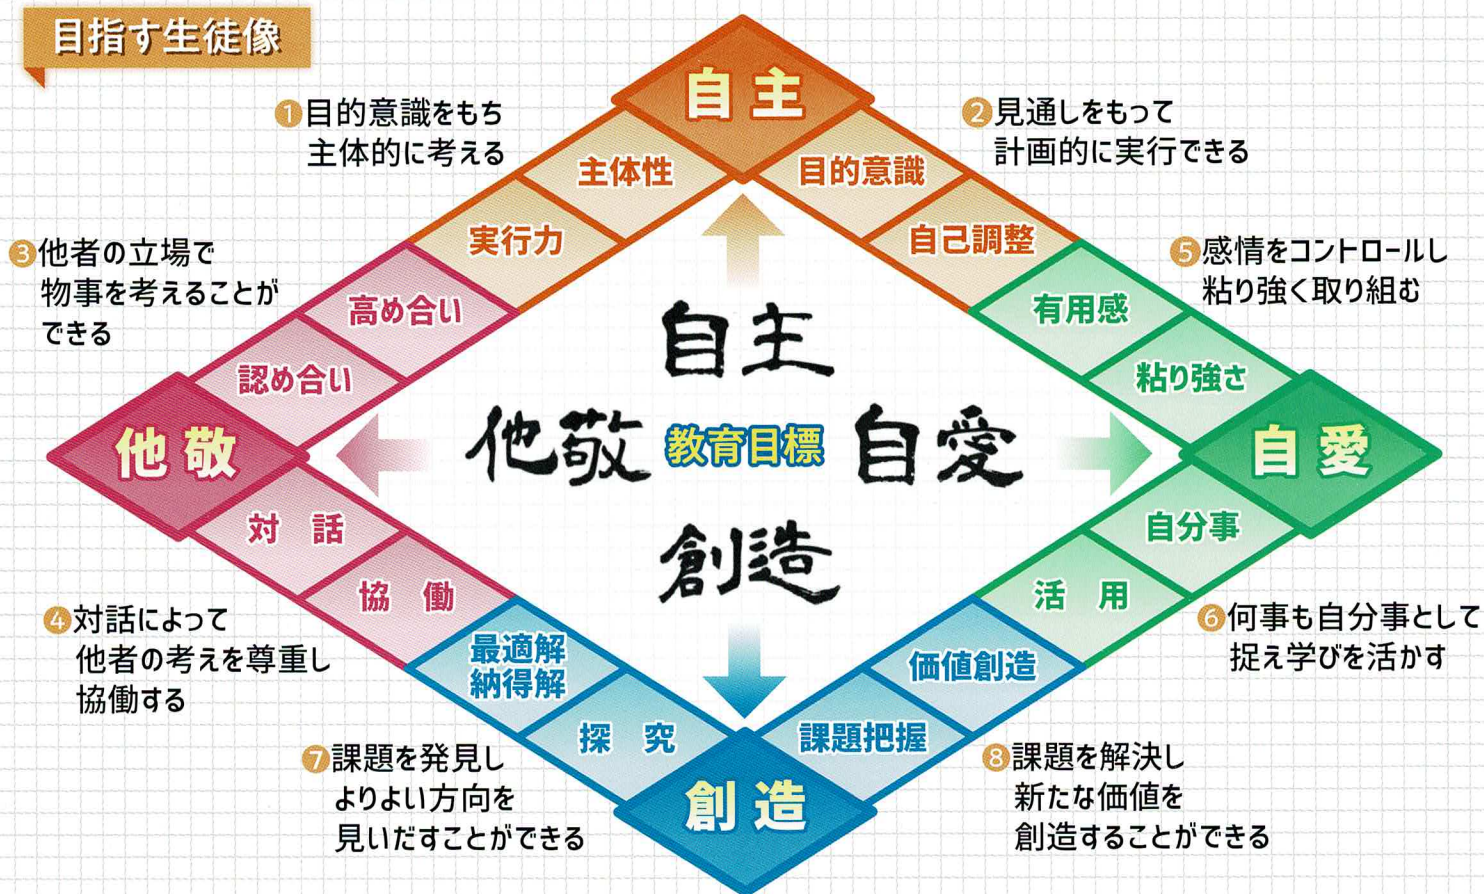 目指す生徒像
自主
①目的意識をもち
主体的に考える
②見通しをもって
計画的に実行できる
主体性
目的意識
実行力
自己調整
③他者の立場で
物事を考えることが
できる
⑤感情をコントロールし
粘り強く取り組む
高め合い
有用感
認め合い
粘り強さ
自主
他敬
教育目標
自愛
創造
他敬
自愛
対話
自分事
協働
活用
④対話によって
他者の考えを尊重し
協働する
⑥何事も自分事として
捉え学びを活かす
最適解
納得解
価値創造
探究
課題把握
⑦課題を発見し
よりよい方向を
見いだすことができる
⑧課題を解決し
新たな価値を
創造することができる
創造